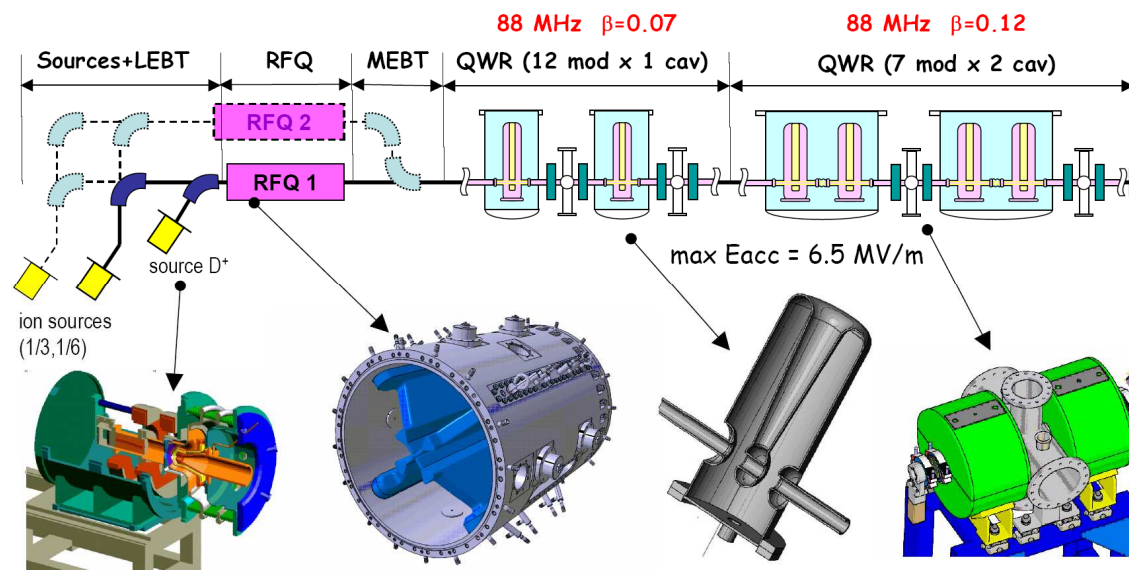 88 MHz β=0.07
88 MHz β=0.12
Sources+LEBT
RFQ
MEBT
QWR (12 mod x 1 cav)
QWR (7 mod x 2 cav)
RFQ 2
RFQ 1
source D⁺
max Eacc = 6.5 MV/m
ion sources
(1/3,1/6)